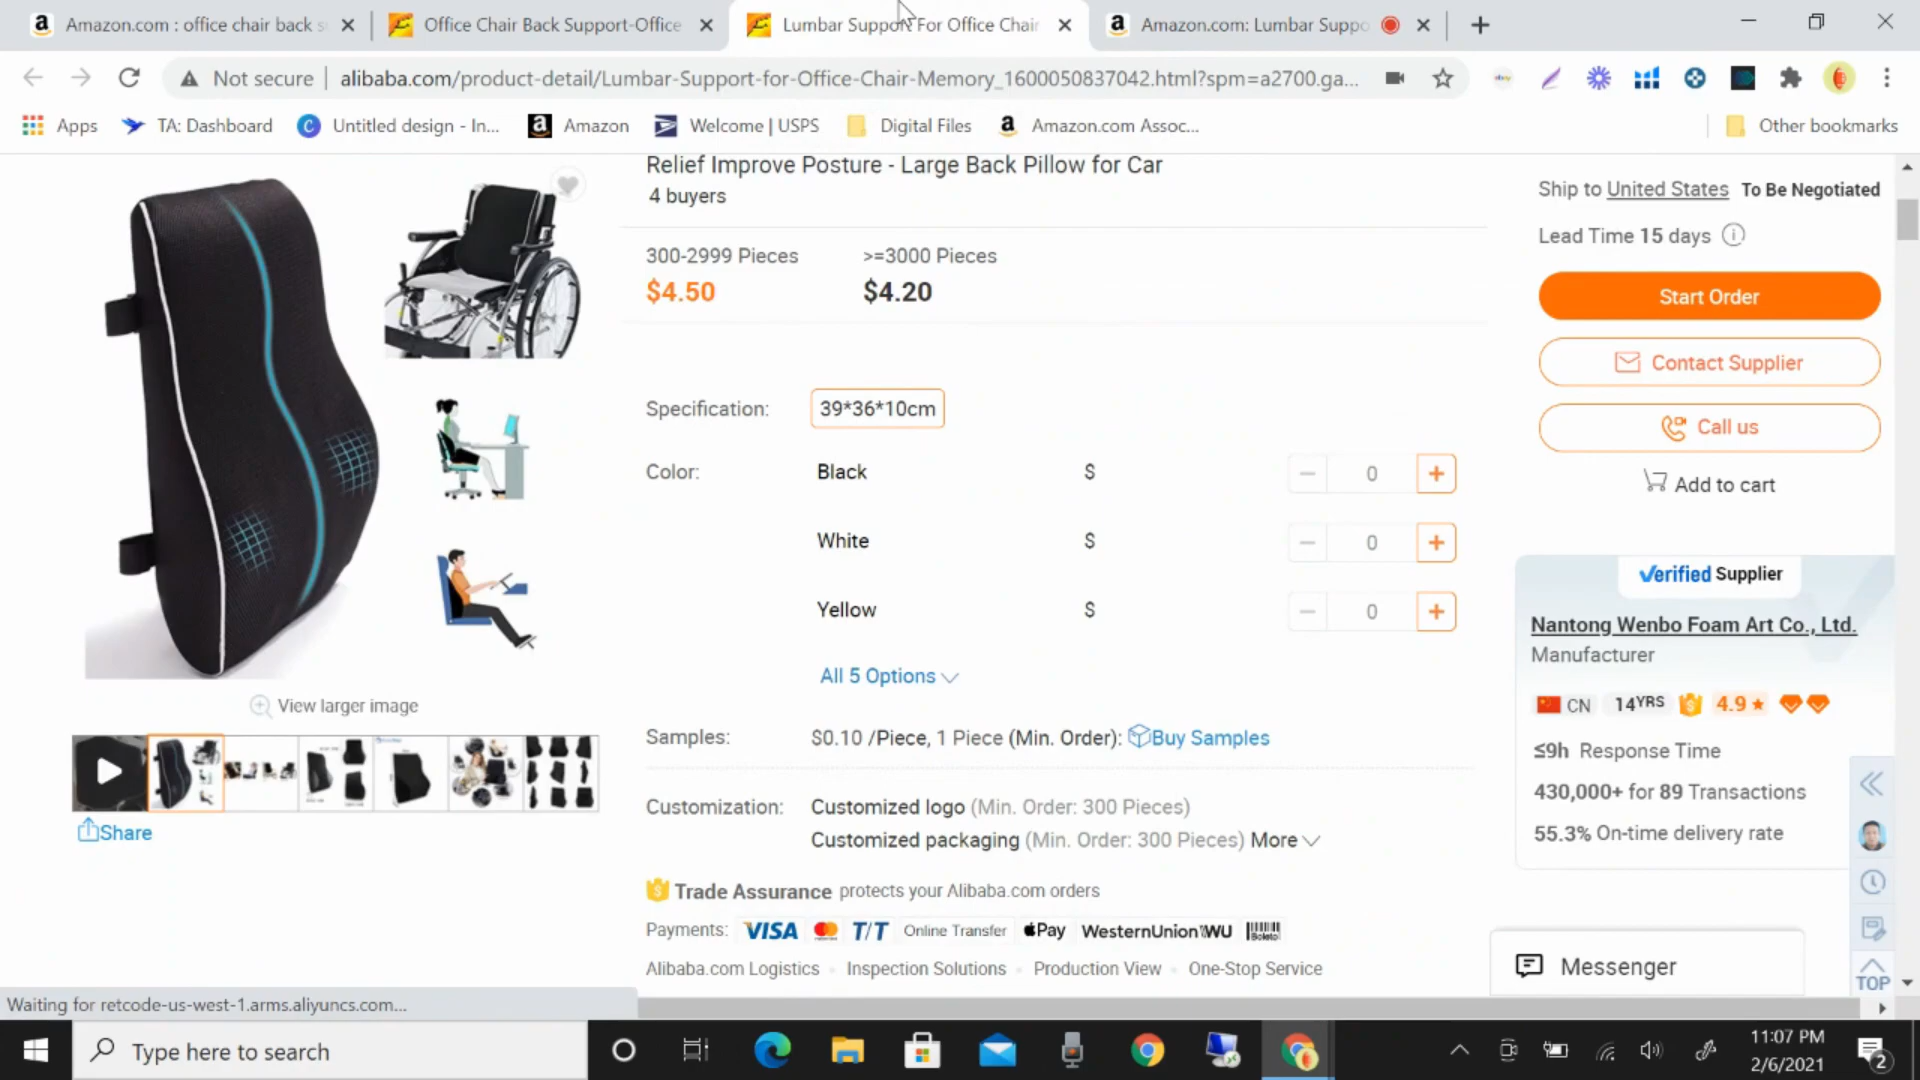 Amazon.com : office chair back s
Office Chair Back Support-Office
Lumbar Support For Office Chair
Amazon.com: Lumbar Suppo
Not secure
alibaba.com/product-detail/Lumbar-Support-for-Office-Chair-Memory_1600050837042.html?spm=a2700.ga...
Apps
TA: Dashboard
Untitled design - In...
Amazon
Welcome | USPS
Digital Files
Amazon.com Assoc...
Other bookmarks
Relief Improve Posture - Large Back Pillow for Car
4 buyers
300-2999 Pieces
>=3000 Pieces
$4.50
$4.20
Specification:
39*36*10cm
Color:
Black
$
0
White
$
0
Yellow
$
0
All 5 Options
Samples:
$0.10 /Piece, 1 Piece (Min. Order):
Buy Samples
Customization:
Customized logo (Min. Order: 300 Pieces)
Customized packaging (Min. Order: 300 Pieces) More
Trade Assurance protects your Alibaba.com orders
Payments:
VISA
T/T
Online Transfer
Pay
WesternUnion WU
Boleto
Alibaba.com Logistics
Inspection Solutions
Production View
One-Stop Service
View larger image
Share
Ship to United States To Be Negotiated
Lead Time 15 days
Start Order
Contact Supplier
Call us
Add to cart
Verified Supplier
Nantong Wenbo Foam Art Co., Ltd.
Manufacturer
CN
14YRS
4.9
≤9h Response Time
430,000+ for 89 Transactions
55.3% On-time delivery rate
Messenger
TOP
Waiting for retcode-us-west-1.arms.aliyuncs.com...
Type here to search
11:07 PM
2/6/2021
2